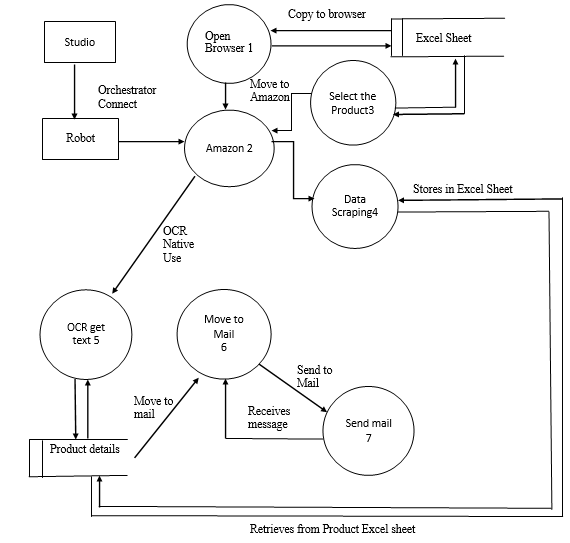 Copy to browser
Studio
Open
Browser 1
Excel Sheet
Orchestrator
Connect
Move to
Amazon
Select the
Product3
Robot
Amazon 2
Data
Scraping4
Stores in Excel Sheet
OCR
Native
Use
OCR get
text 5
Move to
Mail
6
Send to
Mail
Move to
mail
Receives
message
Send mail
7
Product details
Retrieves from Product Excel sheet